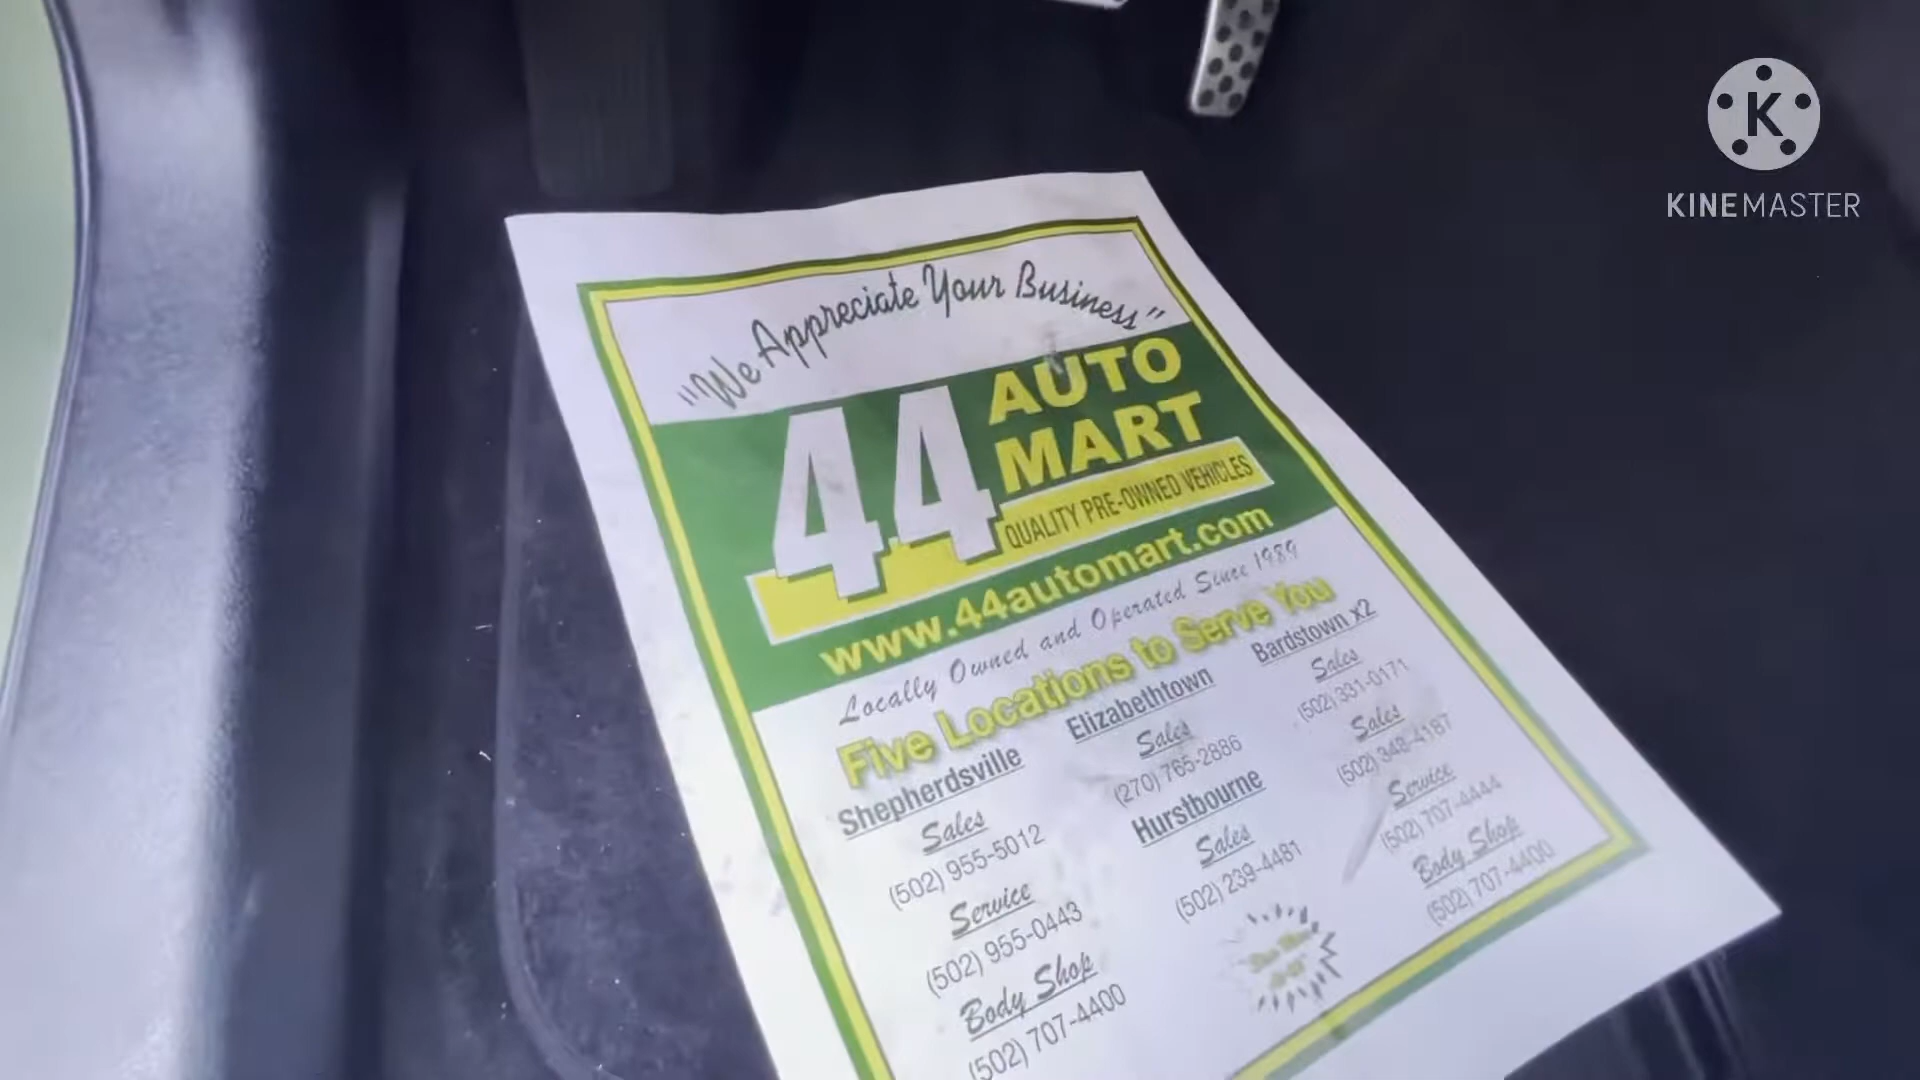 K
KINEMASTER
"We Appreciate Your Business"
44 AUTO
MART
QUALITY PRE-OWNED VEHICLES
www.44automart.com
Locally Owned and Operated Since 1989
Five Locations to Serve You
Shepherdsville
Sales
(502) 955-5012
Service
(502) 955-0443
Body Shop
(502) 707-4400
Elizabethtown
Sales
(270) 765-2886
Hurstbourne
Sales
(502) 239-4481
Bardstown x2
Sales
(502) 331-0171
Sales
(502) 348-4187
Service
(502) 707-4444
Body Shop
(502) 707-4400